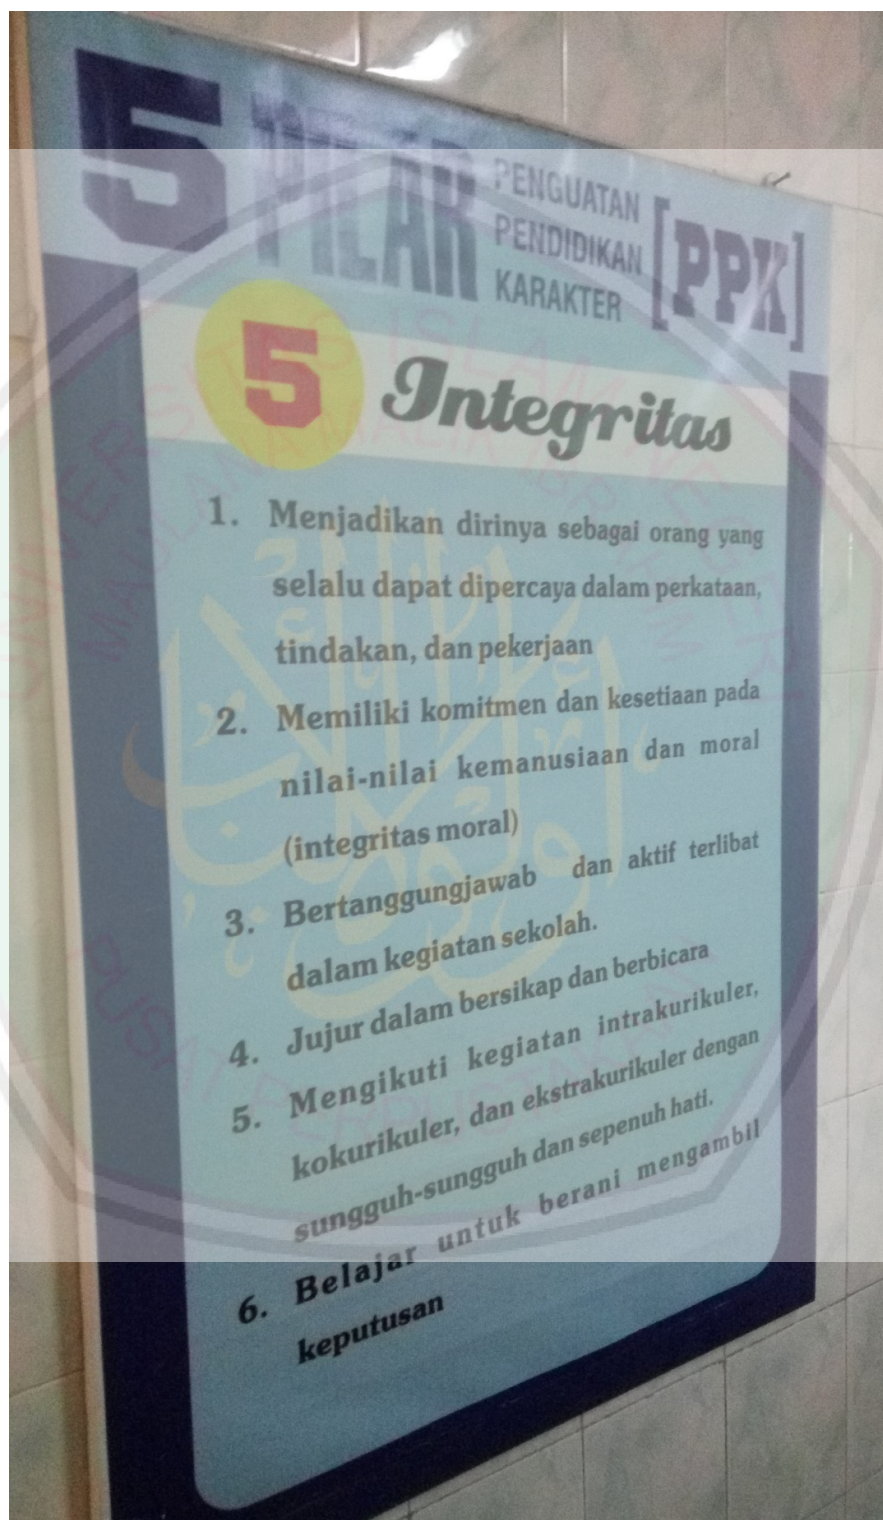 5 PILAR PENGUATAN PENDIDIKAN KARAKTER [PPK]
5 Integritas
1. Menjadikan dirinya sebagai orang yang
selalu dapat dipercaya dalam perkataan,
tindakan, dan pekerjaan
2. Memiliki komitmen dan kesetiaan pada
nilai-nilai kemanusiaan dan moral
(integritas moral)
3. Bertanggungjawab dan aktif terlibat
dalam kegiatan sekolah.
4. Jujur dalam bersikap dan berbicara
5. Mengikuti kegiatan intrakurikuler,
kokurikuler, dan ekstrakurikuler dengan
sungguh-sungguh dan sepenuh hati.
6. Belajar untuk berani mengambil
keputusan